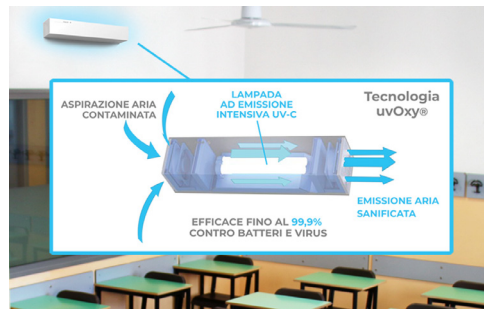 ASPIRAZIONE ARIA
CONTAMINATA
LAMPADA
AD EMISSIONE
INTENSIVA UV-C
Tecnologia
uvOxy®
EFFICACE FINO AL 99,9%
CONTRO BATTERI E VIRUS
EMISSIONE ARIA
SANIFICATA